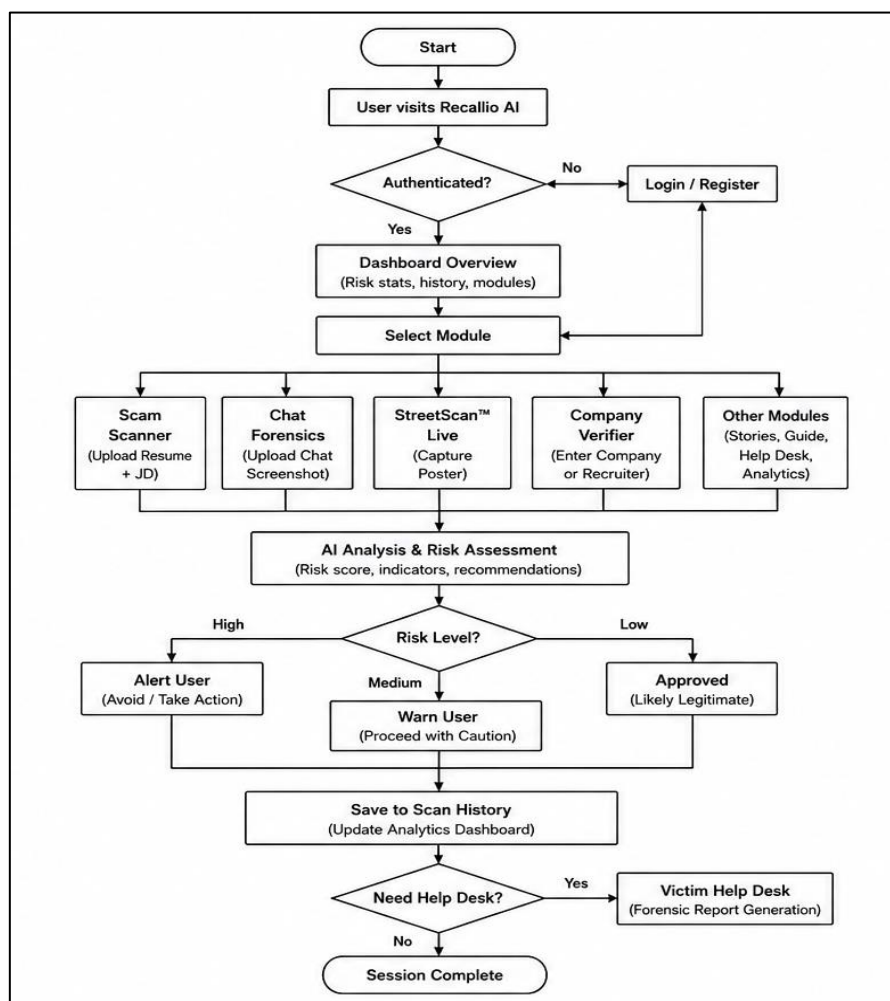 Start
User visits Recallio AI
Authenticated?
No
Login / Register
Yes
Dashboard Overview
(Risk stats, history, modules)
Select Module
Scam
Scanner
(Upload Resume
+ JD)
Chat
Forensics
(Upload Chat
Screenshot)
StreetScan™
Live
(Capture
Poster)
Company
Verifier
(Enter Company
or Recruiter)
Other Modules
(Stories, Guide,
Help Desk,
Analytics)
AI Analysis & Risk Assessment
(Risk score, indicators, recommendations)
High
Risk Level?
Low
Alert User
(Avoid / Take Action)
Medium
Warn User
(Proceed with Caution)
Approved
(Likely Legitimate)
Save to Scan History
(Update Analytics Dashboard)
Need Help Desk?
Yes
Victim Help Desk
(Forensic Report Generation)
No
Session Complete